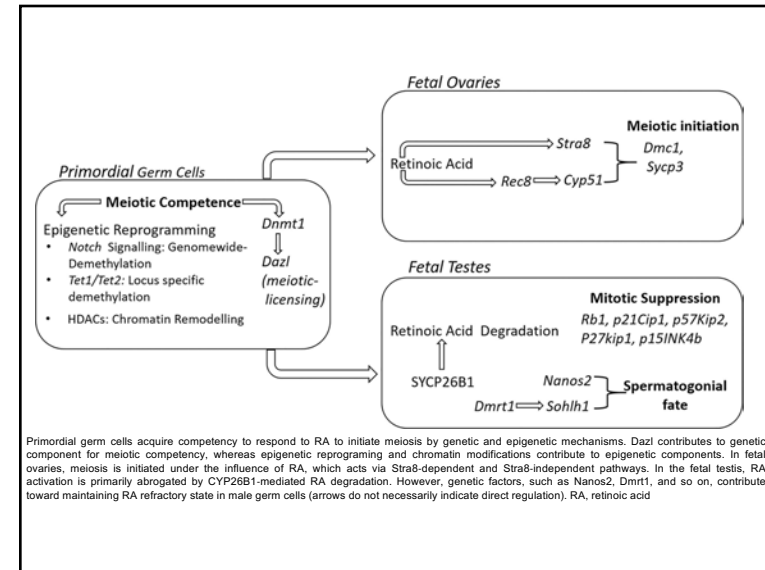 Fetal Ovaries
Meiotic initiation
Stra8
Dmc1,
Retinoic Acid
Sycp3
Rec8
Cyp51
Primordial Germ Cells
Meiotic Competence
Epigenetic Reprogramming
• Notch Signalling: Genomewide-
Demethylation
• Tet1/Tet2: Locus specific
demethylation
• HDACs: Chromatin Remodelling
Dnmt1
Dazl
(meiotic-
licensing)
Fetal Testes
Mitotic Suppression
Rb1, p21Cip1, p57Kip2,
P27kip1, p15INK4b
Retinoic Acid Degradation
SYCP26B1
Nanos2
Dmrt1
Sohlh1
Spermatogonial
fate
Primordial germ cells acquire competency to respond to RA to initiate meiosis by genetic and epigenetic mechanisms. Dazl contributes to genetic
component for meiotic competency, whereas epigenetic reprograming and chromatin modifications contribute to epigenetic components. In fetal
ovaries, meiosis is initiated under the influence of RA, which acts via Stra8-dependent and Stra8-independent pathways. In the fetal testis, RA
activation is primarily abrogated by CYP26B1-mediated RA degradation. However, genetic factors, such as Nanos2, Dmrt1, and so on, contribute
toward maintaining RA refractory state in male germ cells (arrows do not necessarily indicate direct regulation). RA, retinoic acid